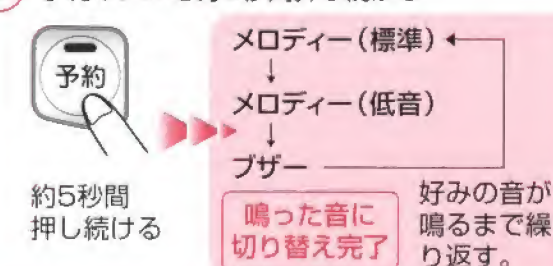 予約
約5秒間
押し続ける
メロディー（標準）
メロディー（低音）
ブザー
鳴った音に
切り替え完了
好みの音が
鳴るまで繰
り返す。